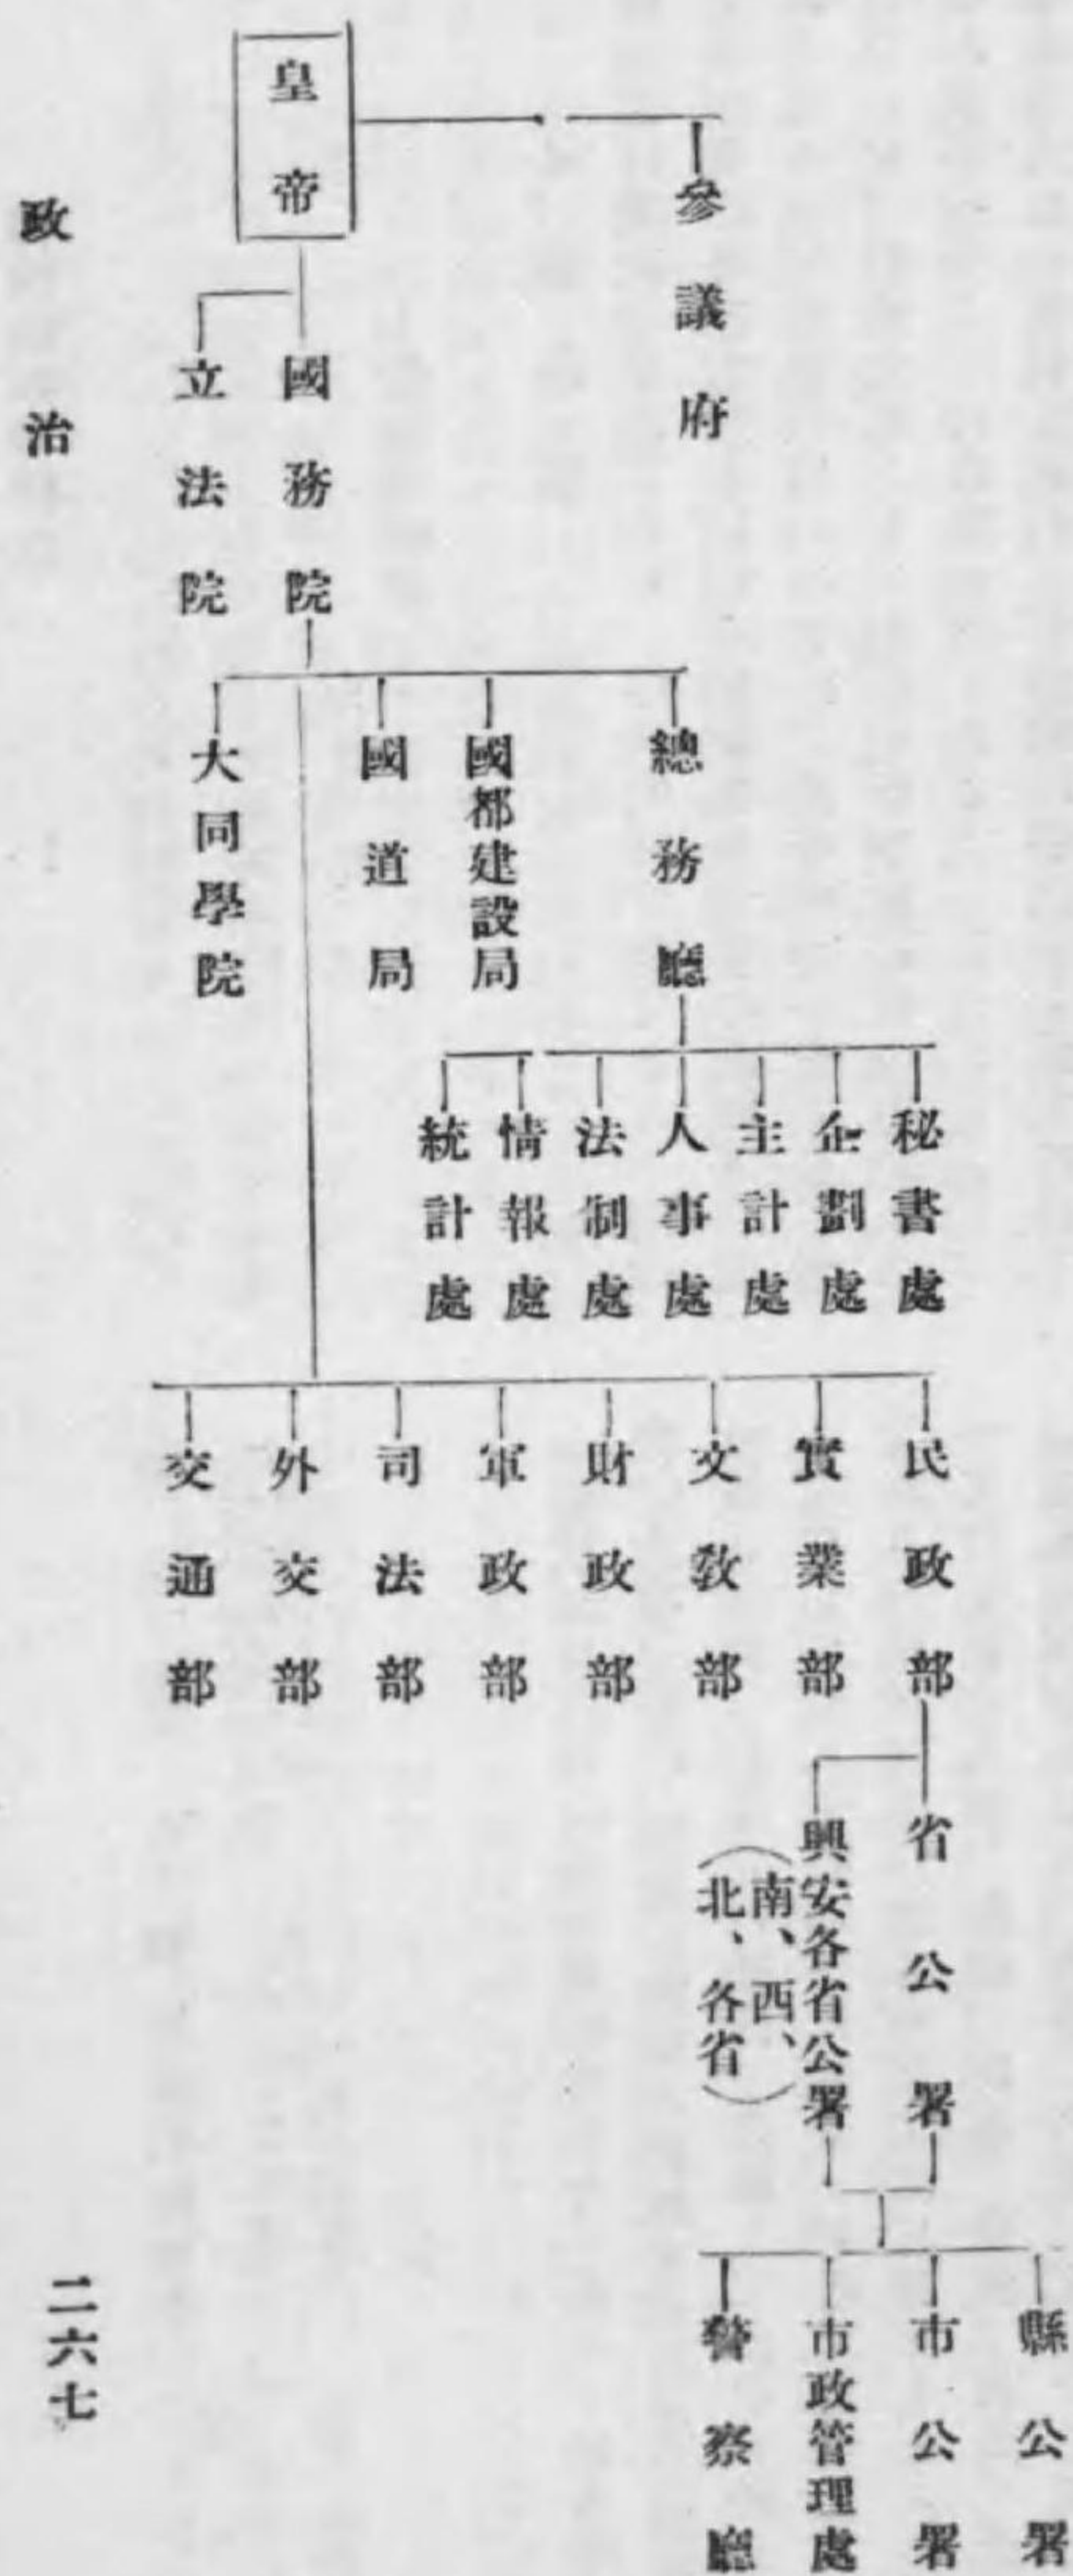 參議府
皇帝
國務院
立法院
總務廳
國都建設局
國道局
大同學院
秘書處
企劃處
主計處
人事處
法制處
情報處
統計處
民政部
實業部
文敎部
財政部
軍政部
司法部
外交部
交通部
省公署
興安各省公署
（南、西、
北、各省）
縣公署
市公署
市政管理處
警察廳
政治
二六七